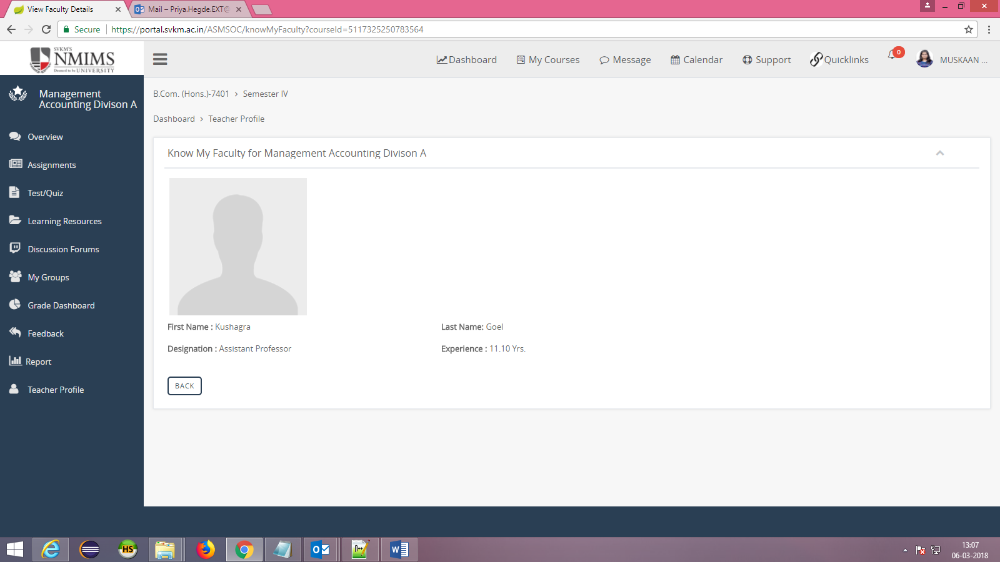 View Faculty Details
Mail – Priya.Hegde.EXT@
Secure
https://portal.svkm.ac.in/ASMSOC/knowMyFaculty?courseId=5117325250783564
SVKM'S
NMIMS
Deemed to be UNIVERSITY
Dashboard
My Courses
Message
Calendar
Support
Quicklinks
0
MUSKAAN ...
Management
Accounting Divison A
Overview
Assignments
Test/Quiz
Learning Resources
Discussion Forums
My Groups
Grade Dashboard
Feedback
Report
Teacher Profile
B.Com. (Hons.)-7401 > Semester IV
Dashboard > Teacher Profile
Know My Faculty for Management Accounting Divison A
First Name : Kushagra
Last Name: Goel
Designation : Assistant Professor
Experience : 11.10 Yrs.
BACK
HS
13:07
06-03-2018